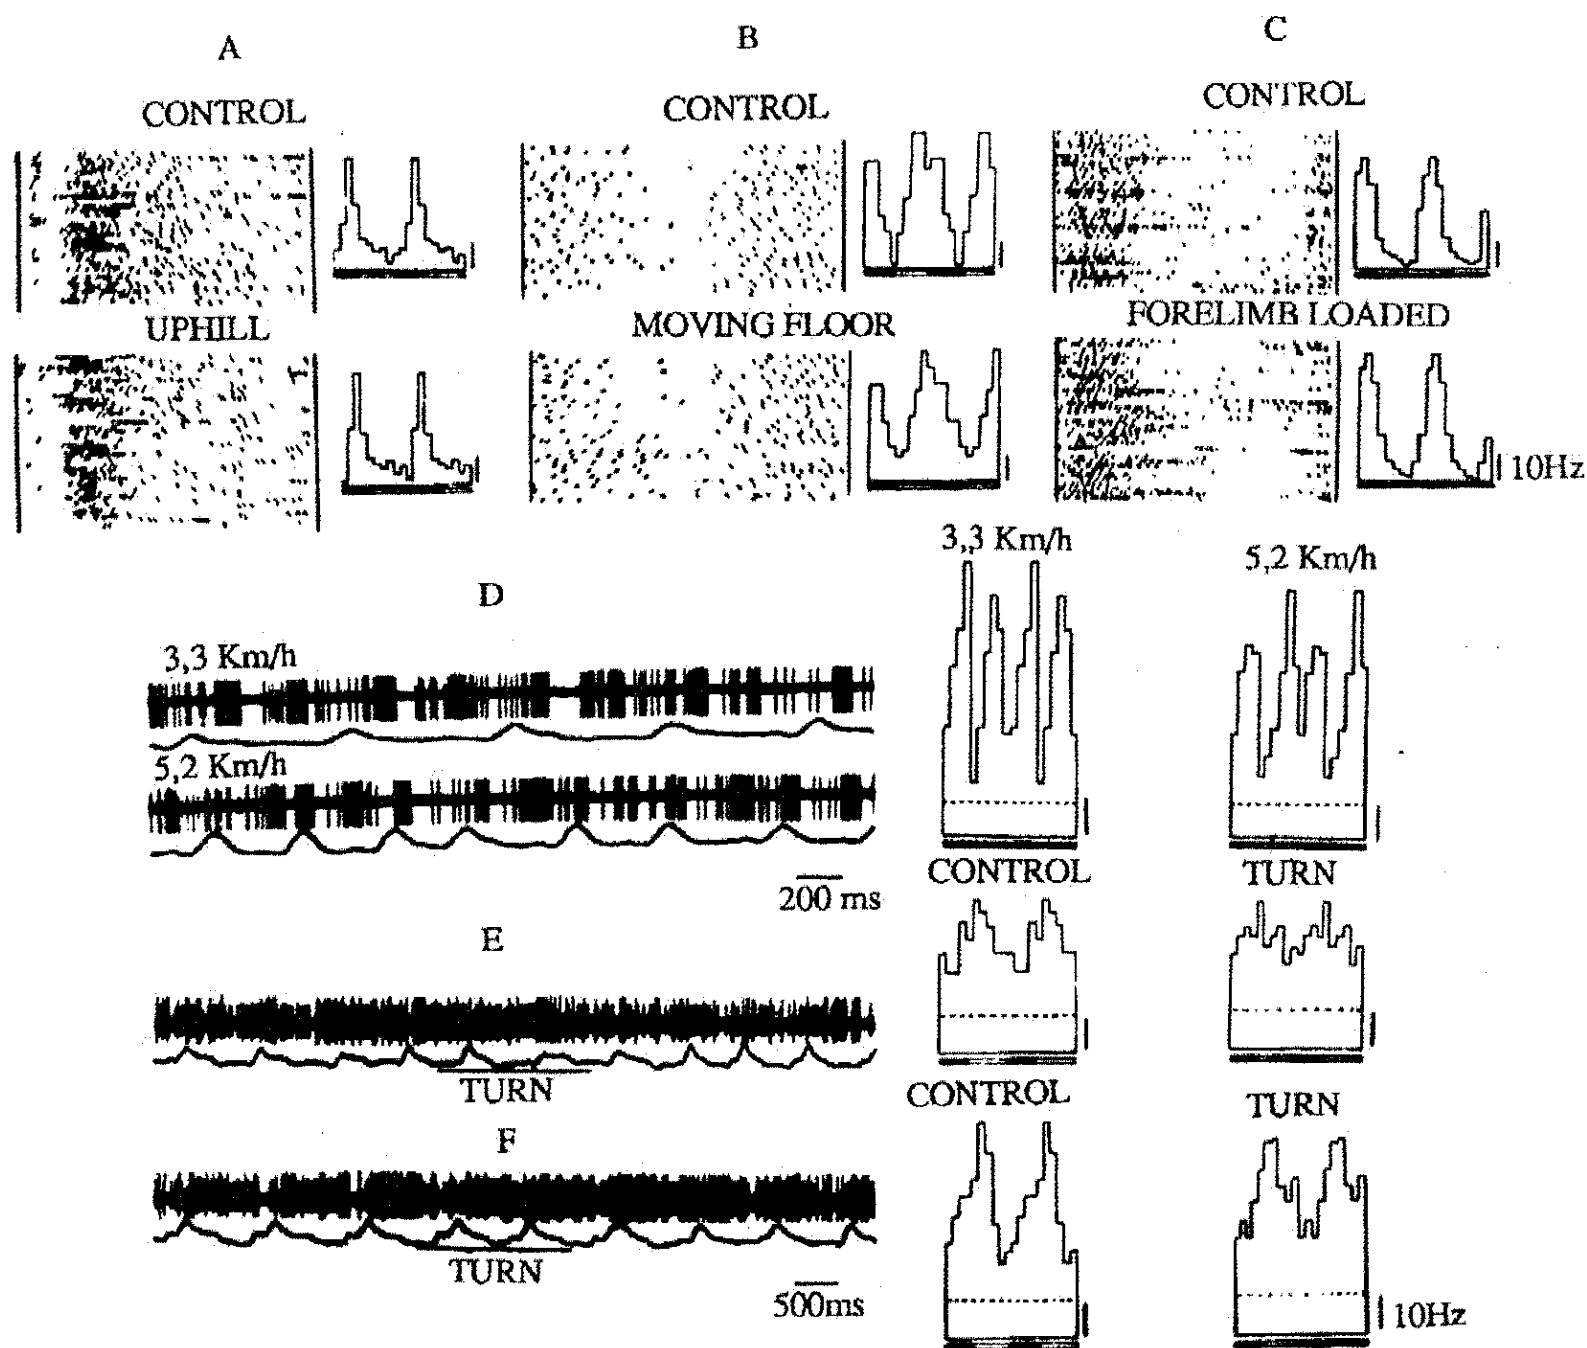 A
B
C
CONTROL
CONTROL
CONTROL
UPHILL
MOVING FLOOR
FORELIMB LOADED
10Hz
3,3 Km/h
5,2 Km/h
D
3,3 Km/h
5,2 Km/h
200 ms
CONTROL
TURN
E
TURN
CONTROL
TURN
F
TURN
500ms
10Hz